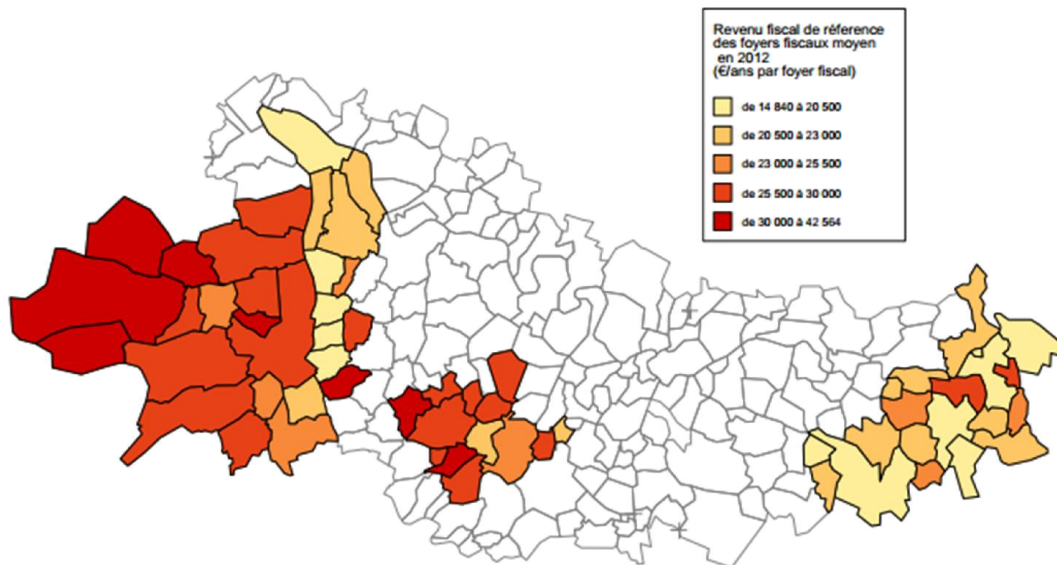 Revenu fiscal de réference
des foyers fiscaux moyen
en 2012
(€/ans par foyer fiscal)
de 14 840 à 20 500
de 20 500 à 23 000
de 23 000 à 25 500
de 25 500 à 30 000
de 30 000 à 42 564